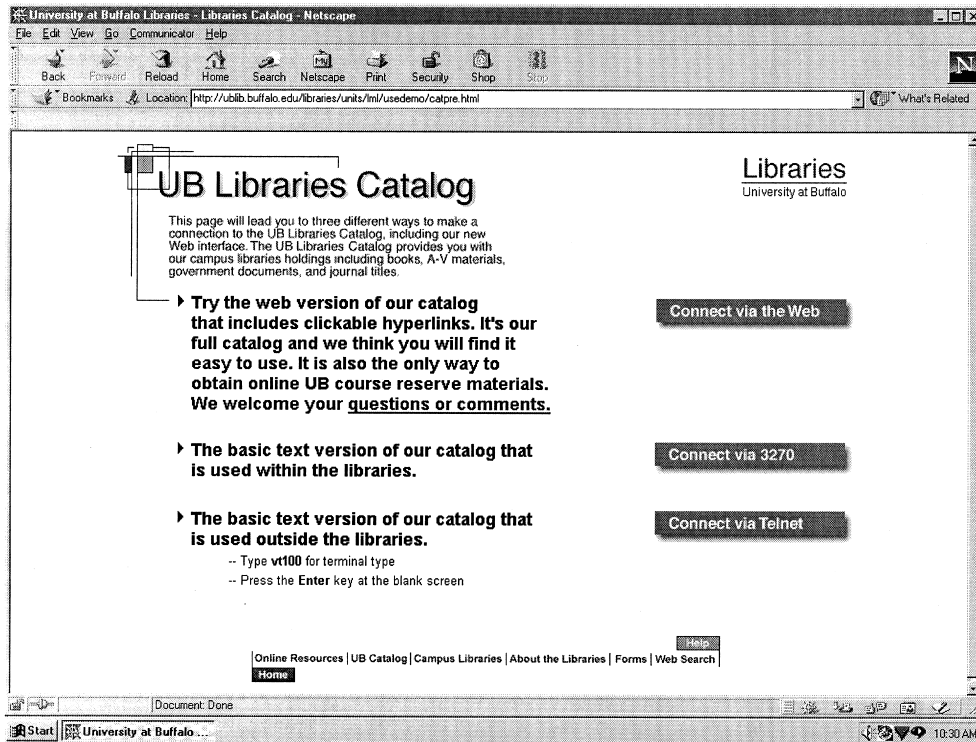 University at Buffalo Libraries - Libraries Catalog - Netscape
File Edit View Go Communicator Help
Back Forward Reload Home Search Netscape Print Security Shop Stop
Bookmarks Location: http://ublib.buffalo.edu/libraries/units/lml/usedemo/catpre.html What's Related
UB Libraries Catalog
Libraries
University at Buffalo
This page will lead you to three different ways to make a
connection to the UB Libraries Catalog, including our new
Web interface. The UB Libraries Catalog provides you with
our campus libraries holdings including books, A-V materials,
government documents, and journal titles.
Try the web version of our catalog
that includes clickable hyperlinks. It's our
full catalog and we think you will find it
easy to use. It is also the only way to
obtain online UB course reserve materials.
We welcome your questions or comments.
Connect via the Web
The basic text version of our catalog that
is used within the libraries.
Connect via 3270
The basic text version of our catalog that
is used outside the libraries.
Connect via Telnet
-- Type vt100 for terminal type
-- Press the Enter key at the blank screen
Help
Online Resources | UB Catalog | Campus Libraries | About the Libraries | Forms | Web Search
Home
Document: Done
Start University at Buffalo ... 10:30 AM